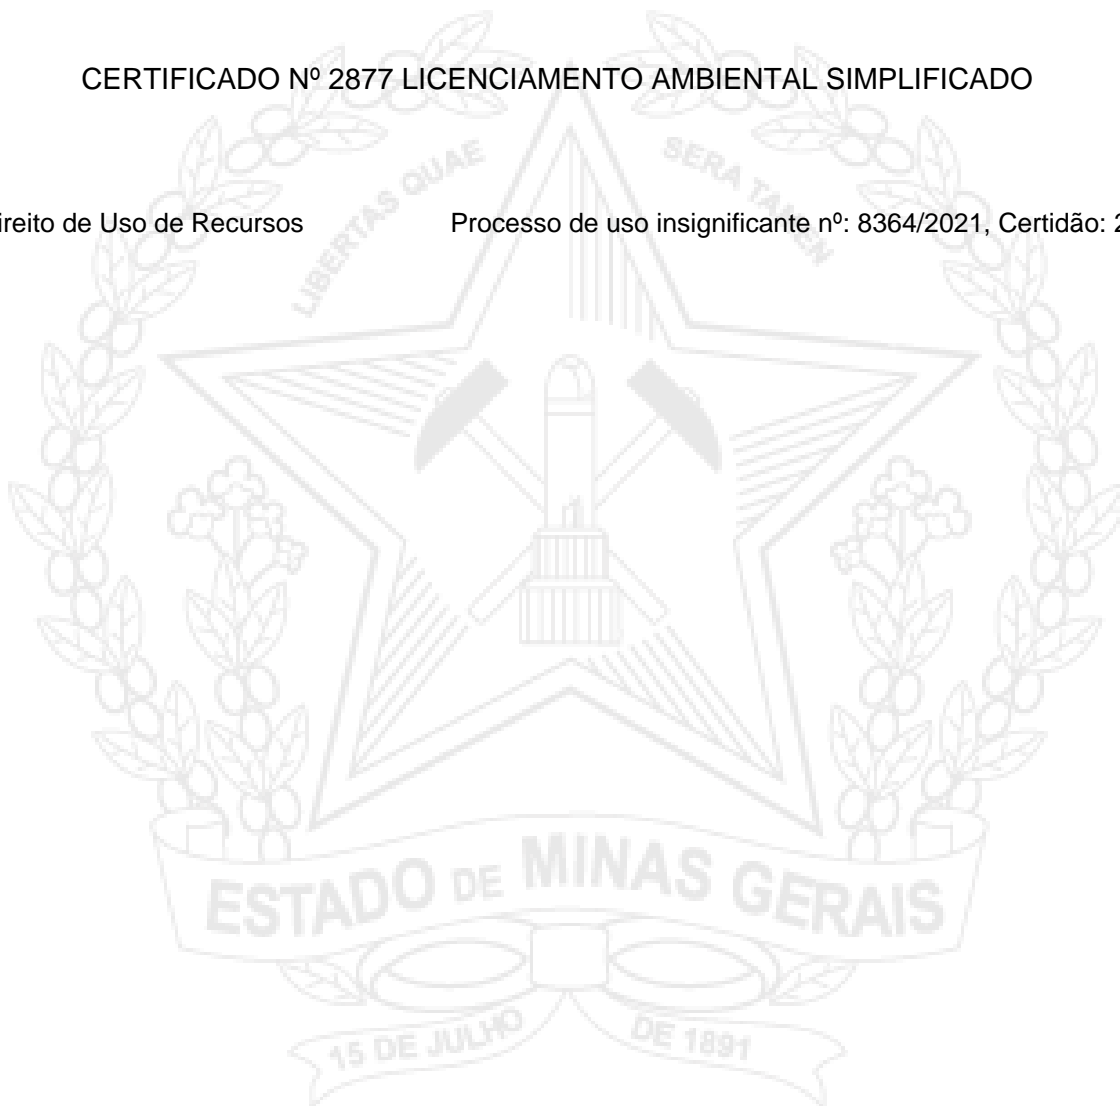 CERTIFICADO Nº 2877 LICENCIAMENTO AMBIENTAL SIMPLIFICADO
LIBERTAS QUAE SERA TAMEN
ireito de Uso de Recursos Processo de uso insignificante nº: 8364/2021, Certidão: 2
ESTADO DE MINAS GERAIS
15 DE JULHO DE 1891